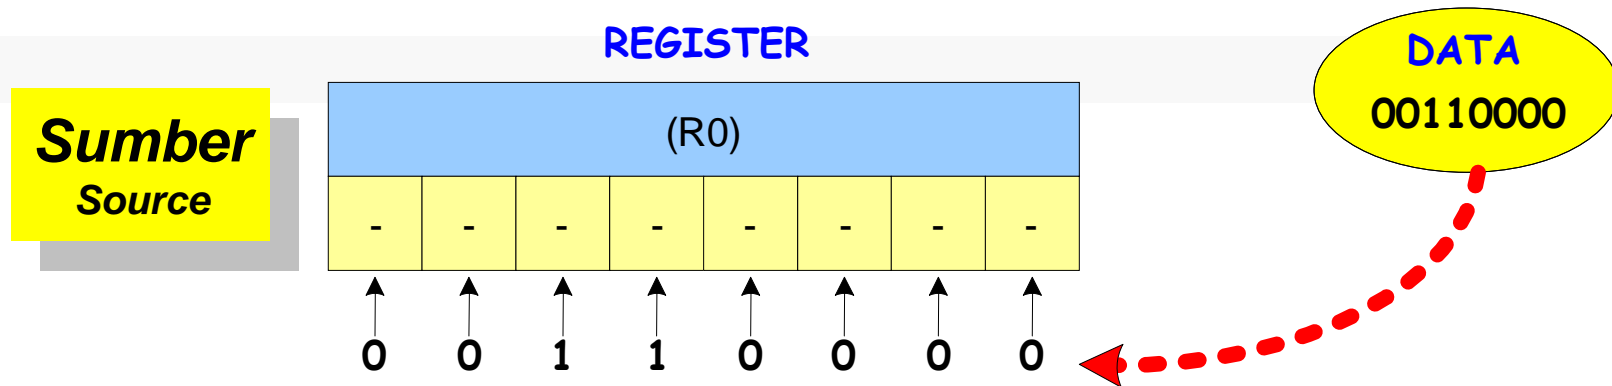 REGISTER
DATA
00110000
Sumber
Source
(R0)
- - - - - - - -
0 0 1 1 0 0 0 0